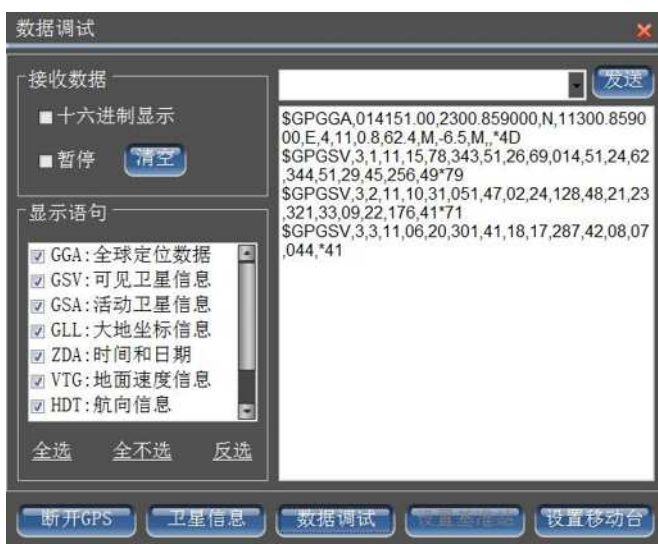 数据调试
接收数据
十六进制显示
暂停
清空
显示语句
GGA:全球定位数据
GSV:可见卫星信息
GSA:活动卫星信息
GLL:大地坐标信息
ZDA:时间和日期
VTG:地面速度信息
HDT:航向信息
全选 全不选 反选
发送
$GPGGA,014151.00,2300.859000,N,11300.8590
00,E,4,11,0.8,62.4,M,-6.5,M,,*4D
$GPGSV,3,1,11,15,78,343,51,26,69,014,51,24,62
,344,51,29,45,256,49*79
$GPGSV,3,2,11,10,31,051,47,02,24,128,48,21,23
,321,33,09,22,176,41*71
$GPGSV,3,3,11,06,20,301,41,18,17,287,42,08,07
,044,*41
断开GPS 卫星信息 数据调试 设置基准站 设置移动台